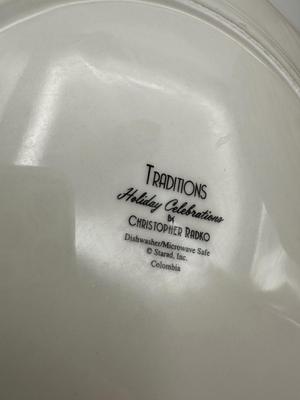 TRADITIONS
Holiday Celebrations
BY
CHRISTOPHER RADKO
Dishwasher/Microwave Safe
© Starad, Inc.
Colombia